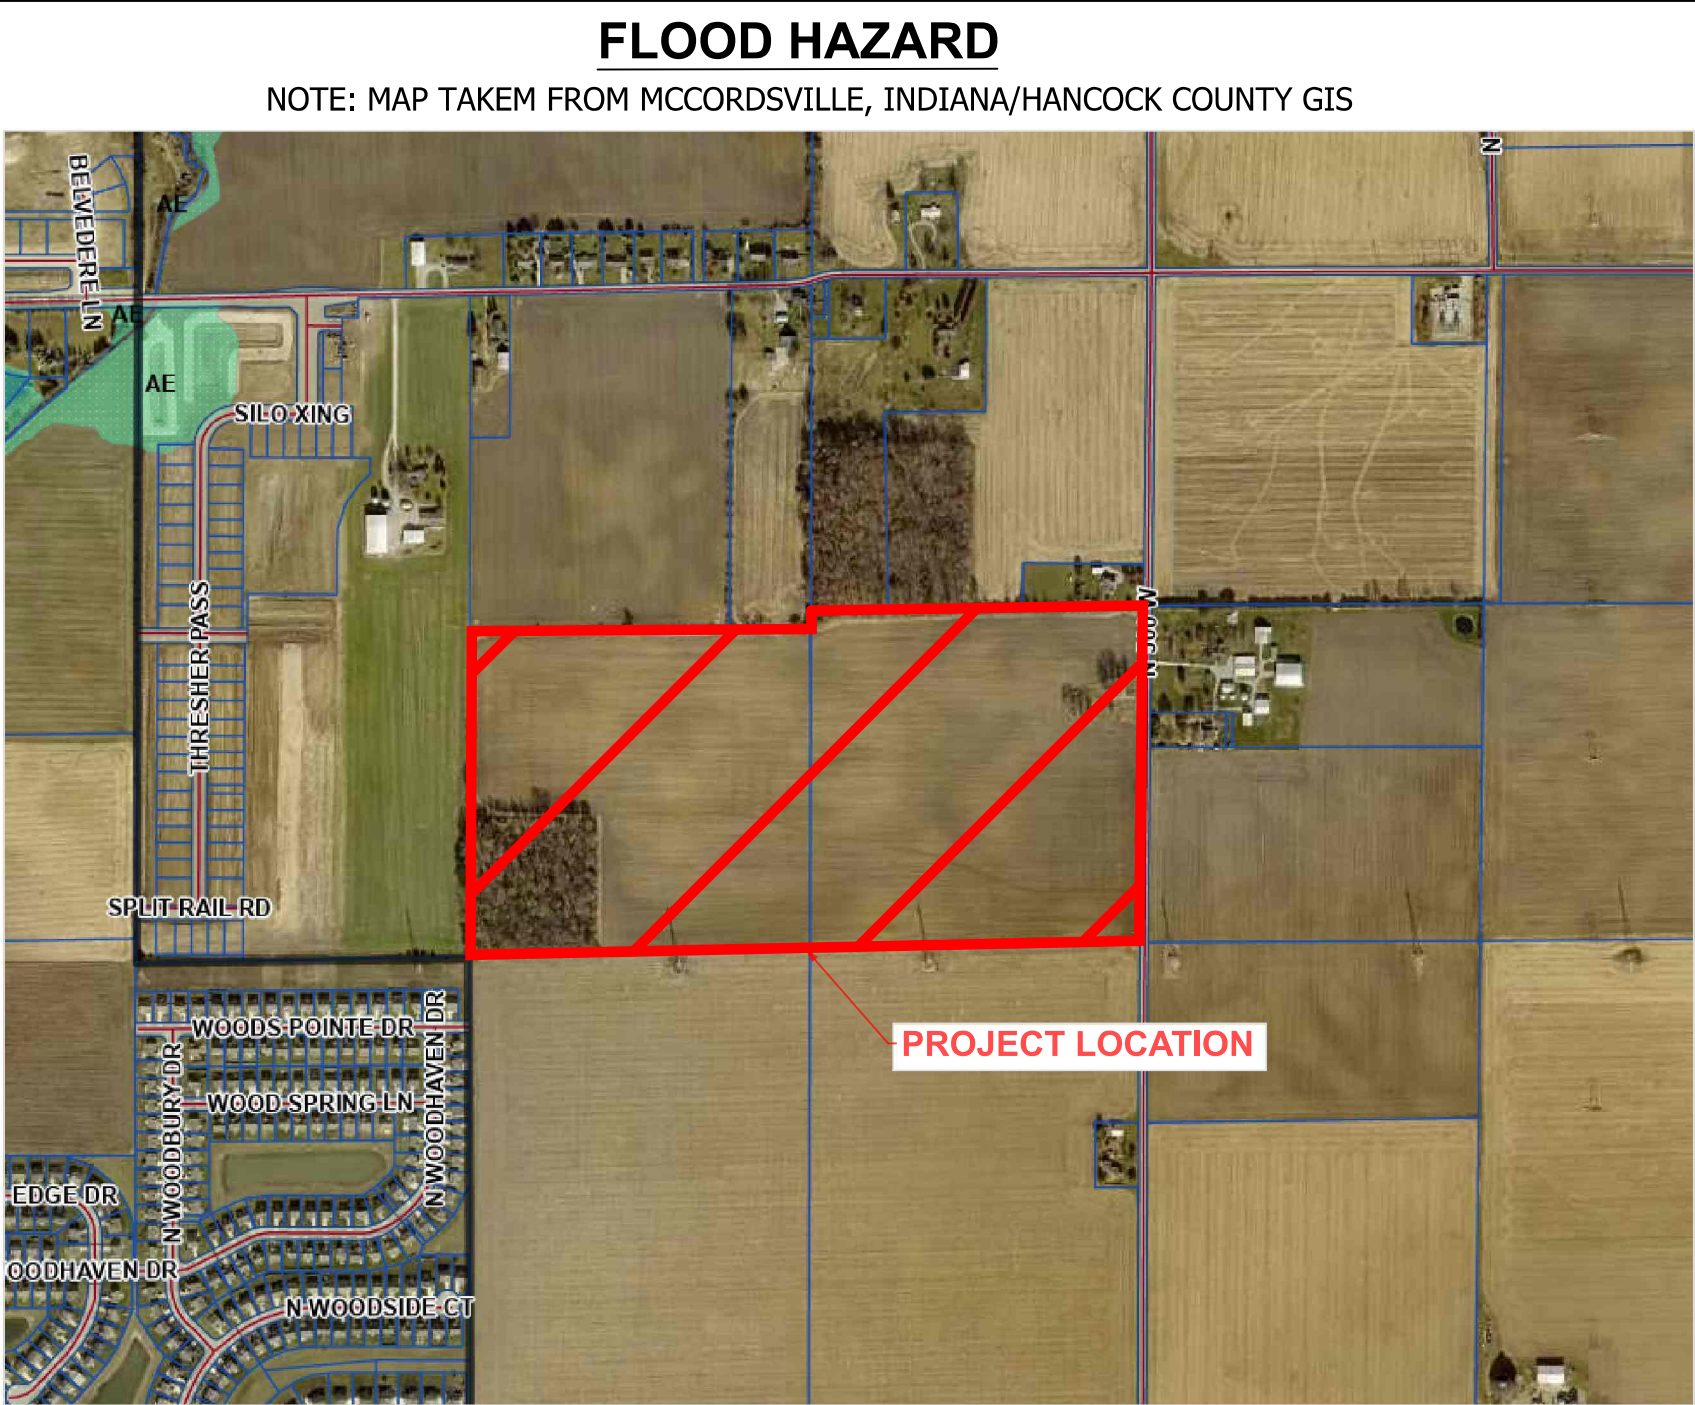 FLOOD HAZARD
NOTE: MAP TAKEM FROM MCCORDSVILLE, INDIANA/HANCOCK COUNTY GIS
N
BELVEDERE LN
AE
AE
AE
SILO XING
THRESHER PASS
SPLIT RAIL RD
PROJECT LOCATION
WOODS POINTE DR
N WOODHAVEN DR
N WOODBURY DR
WOOD SPRING LN
EDGE DR
OODHAVEN DR
N WOODSIDE CT